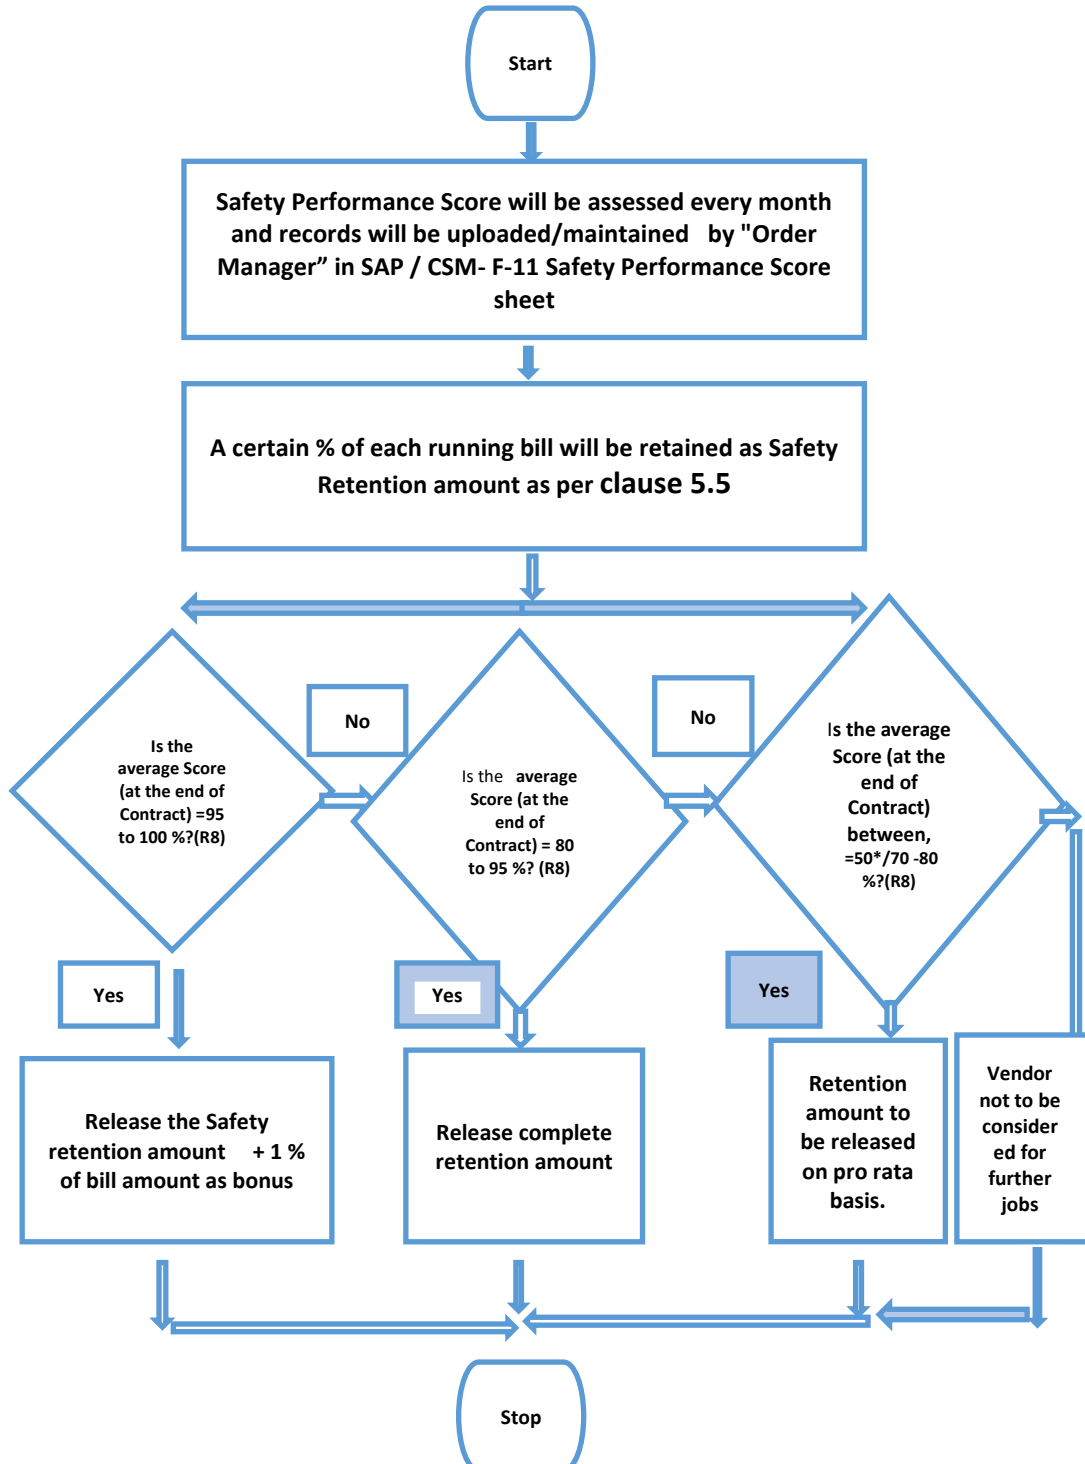 Start
Safety Performance Score will be assessed every month
and records will be uploaded/maintained by "Order
Manager” in SAP / CSM- F-11 Safety Performance Score
sheet
A certain % of each running bill will be retained as Safety
Retention amount as per clause 5.5
No
No
Is the
average Score
(at the end of
Contract) =95
to 100 %?(R8)
Is the average
Score (at the
end of
Contract) = 80
to 95 %? (R8)
Is the average
Score (at the
end of
Contract)
between,
=50*/70 -80
%?(R8)
Yes
Yes
Yes
Release the Safety
retention amount + 1 %
of bill amount as bonus
Release complete
retention amount
Retention
amount to
be released
on pro rata
basis.
Vendor
not to be
consider
ed for
further
jobs
Stop